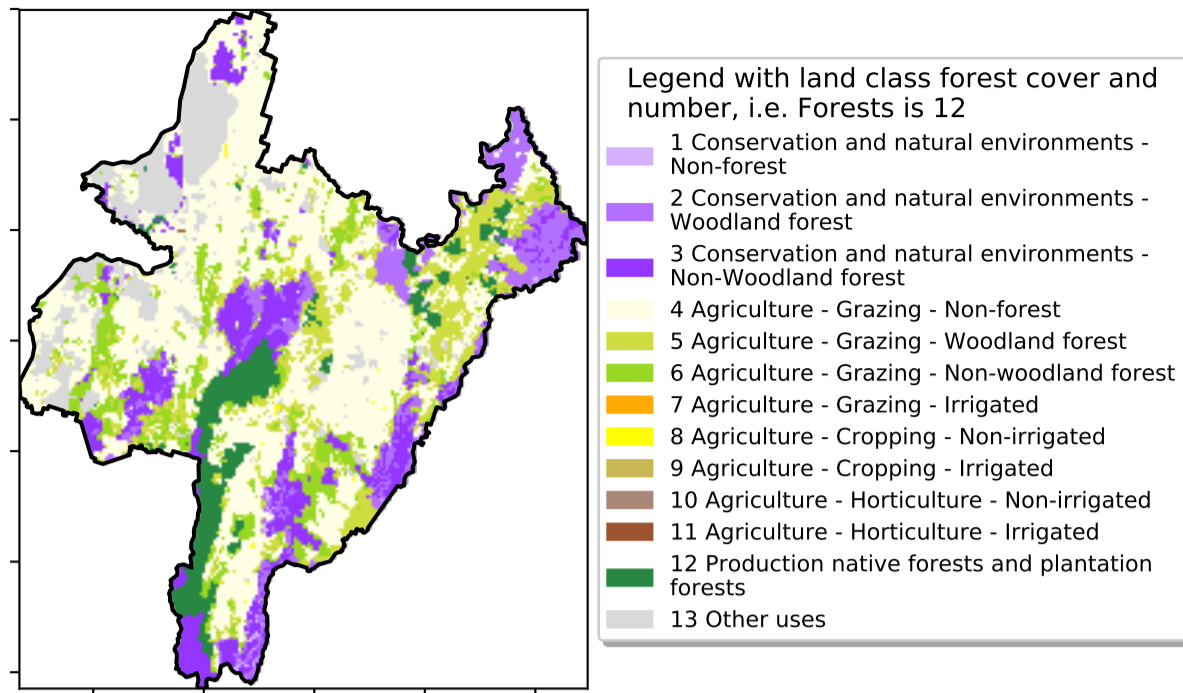 Legend with land class forest cover and
number, i.e. Forests is 12
1 Conservation and natural environments -
Non-forest
2 Conservation and natural environments -
Woodland forest
3 Conservation and natural environments -
Non-Woodland forest
4 Agriculture - Grazing - Non-forest
5 Agriculture - Grazing - Woodland forest
6 Agriculture - Grazing - Non-woodland forest
7 Agriculture - Grazing - Irrigated
8 Agriculture - Cropping - Non-irrigated
9 Agriculture - Cropping - Irrigated
10 Agriculture - Horticulture - Non-irrigated
11 Agriculture - Horticulture - Irrigated
12 Production native forests and plantation
forests
13 Other uses